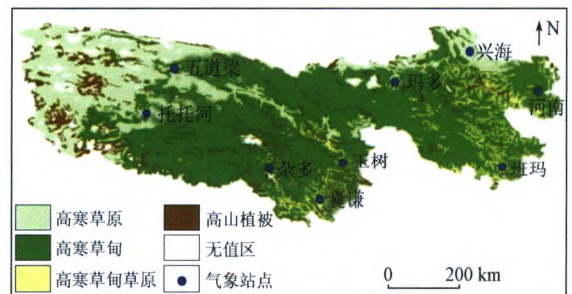 N
兴海
五道梁
玛多
河南
托托河
玉树
杂多
班玛
囊谦
高寒草原
高山植被
高寒草甸
无值区
高寒草甸草原
气象站点
0 200 km